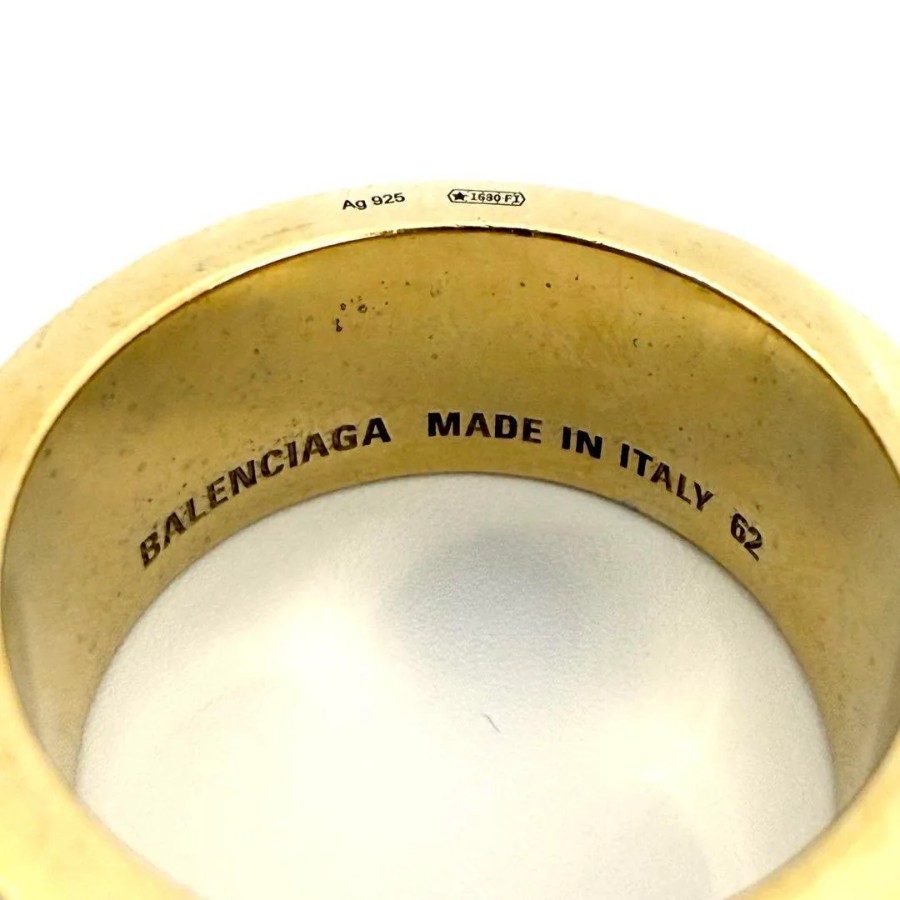 Ag 925 ★1680 FI
BALENCIAGA MADE IN ITALY 62